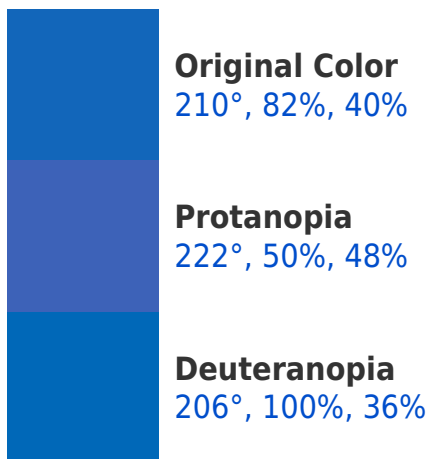 Original Color
210°, 82%, 40%
Protanopia
222°, 50%, 48%
Deuteranopia
206°, 100%, 36%